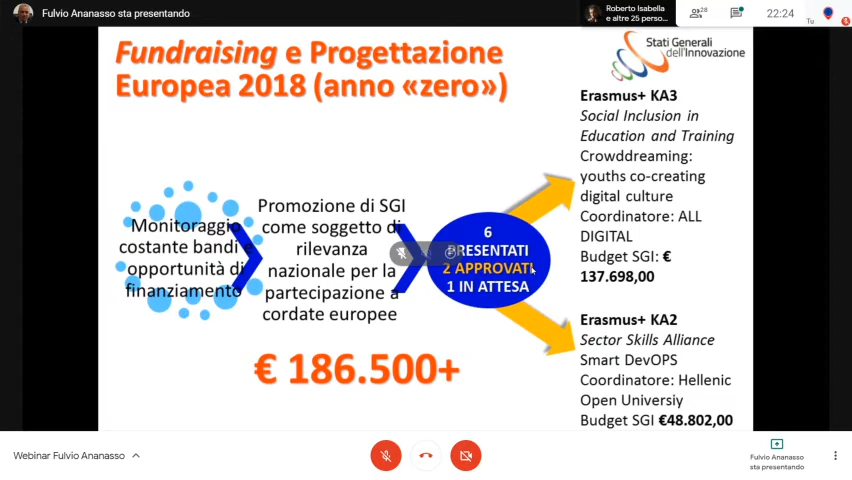 Fulvio Ananasso sta presentando
Roberto Isabella
e altre 25 perso...
28
22:24
Tu
Fundraising e Progettazione
Europea 2018 (anno «zero»)
Stati Generali
dell'Innovazione
Monitoraggio
costante bandi e
opportunità di
finanziamento
Promozione di SGI
come soggetto di
rilevanza
nazionale per la
partecipazione a
cordate europee
6
PRESENTATI
2 APPROVATI
1 IN ATTESA
€ 186.500+
Erasmus+ KA3
Social Inclusion in
Education and Training
Crowddreaming:
youths co-creating
digital culture
Coordinatore: ALL
DIGITAL
Budget SGI: €
137.698,00
Erasmus+ KA2
Sector Skills Alliance
Smart DevOPS
Coordinatore: Hellenic
Open Universiy
Budget SGI €48.802,00
Webinar Fulvio Ananasso
Fulvio Ananasso
sta presentando